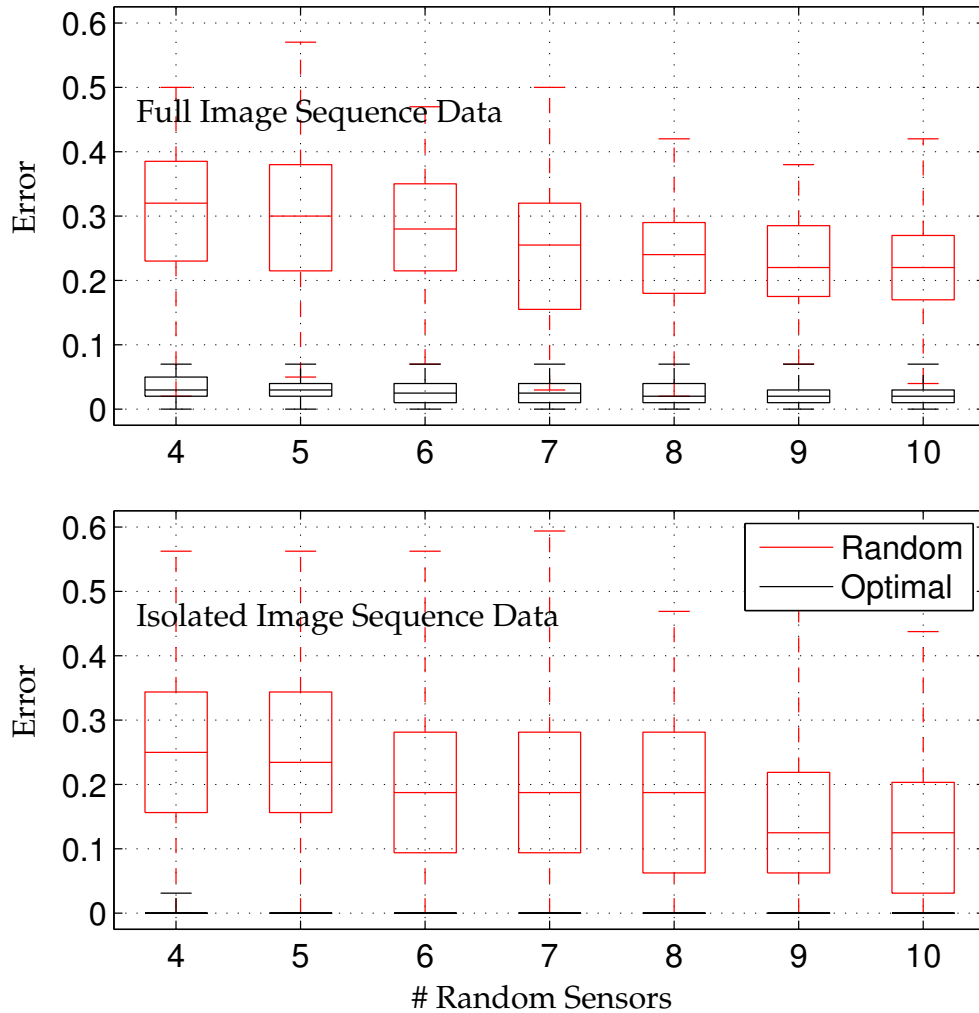 0.6
0.5
Full Image Sequence Data
0.4
Error
0.3
0.2
0.1
0
4 5 6 7 8 9 10
0.6
Random
Optimal
0.5
Isolated Image Sequence Data
0.4
Error
0.3
0.2
0.1
0
4 5 6 7 8 9 10
# Random Sensors